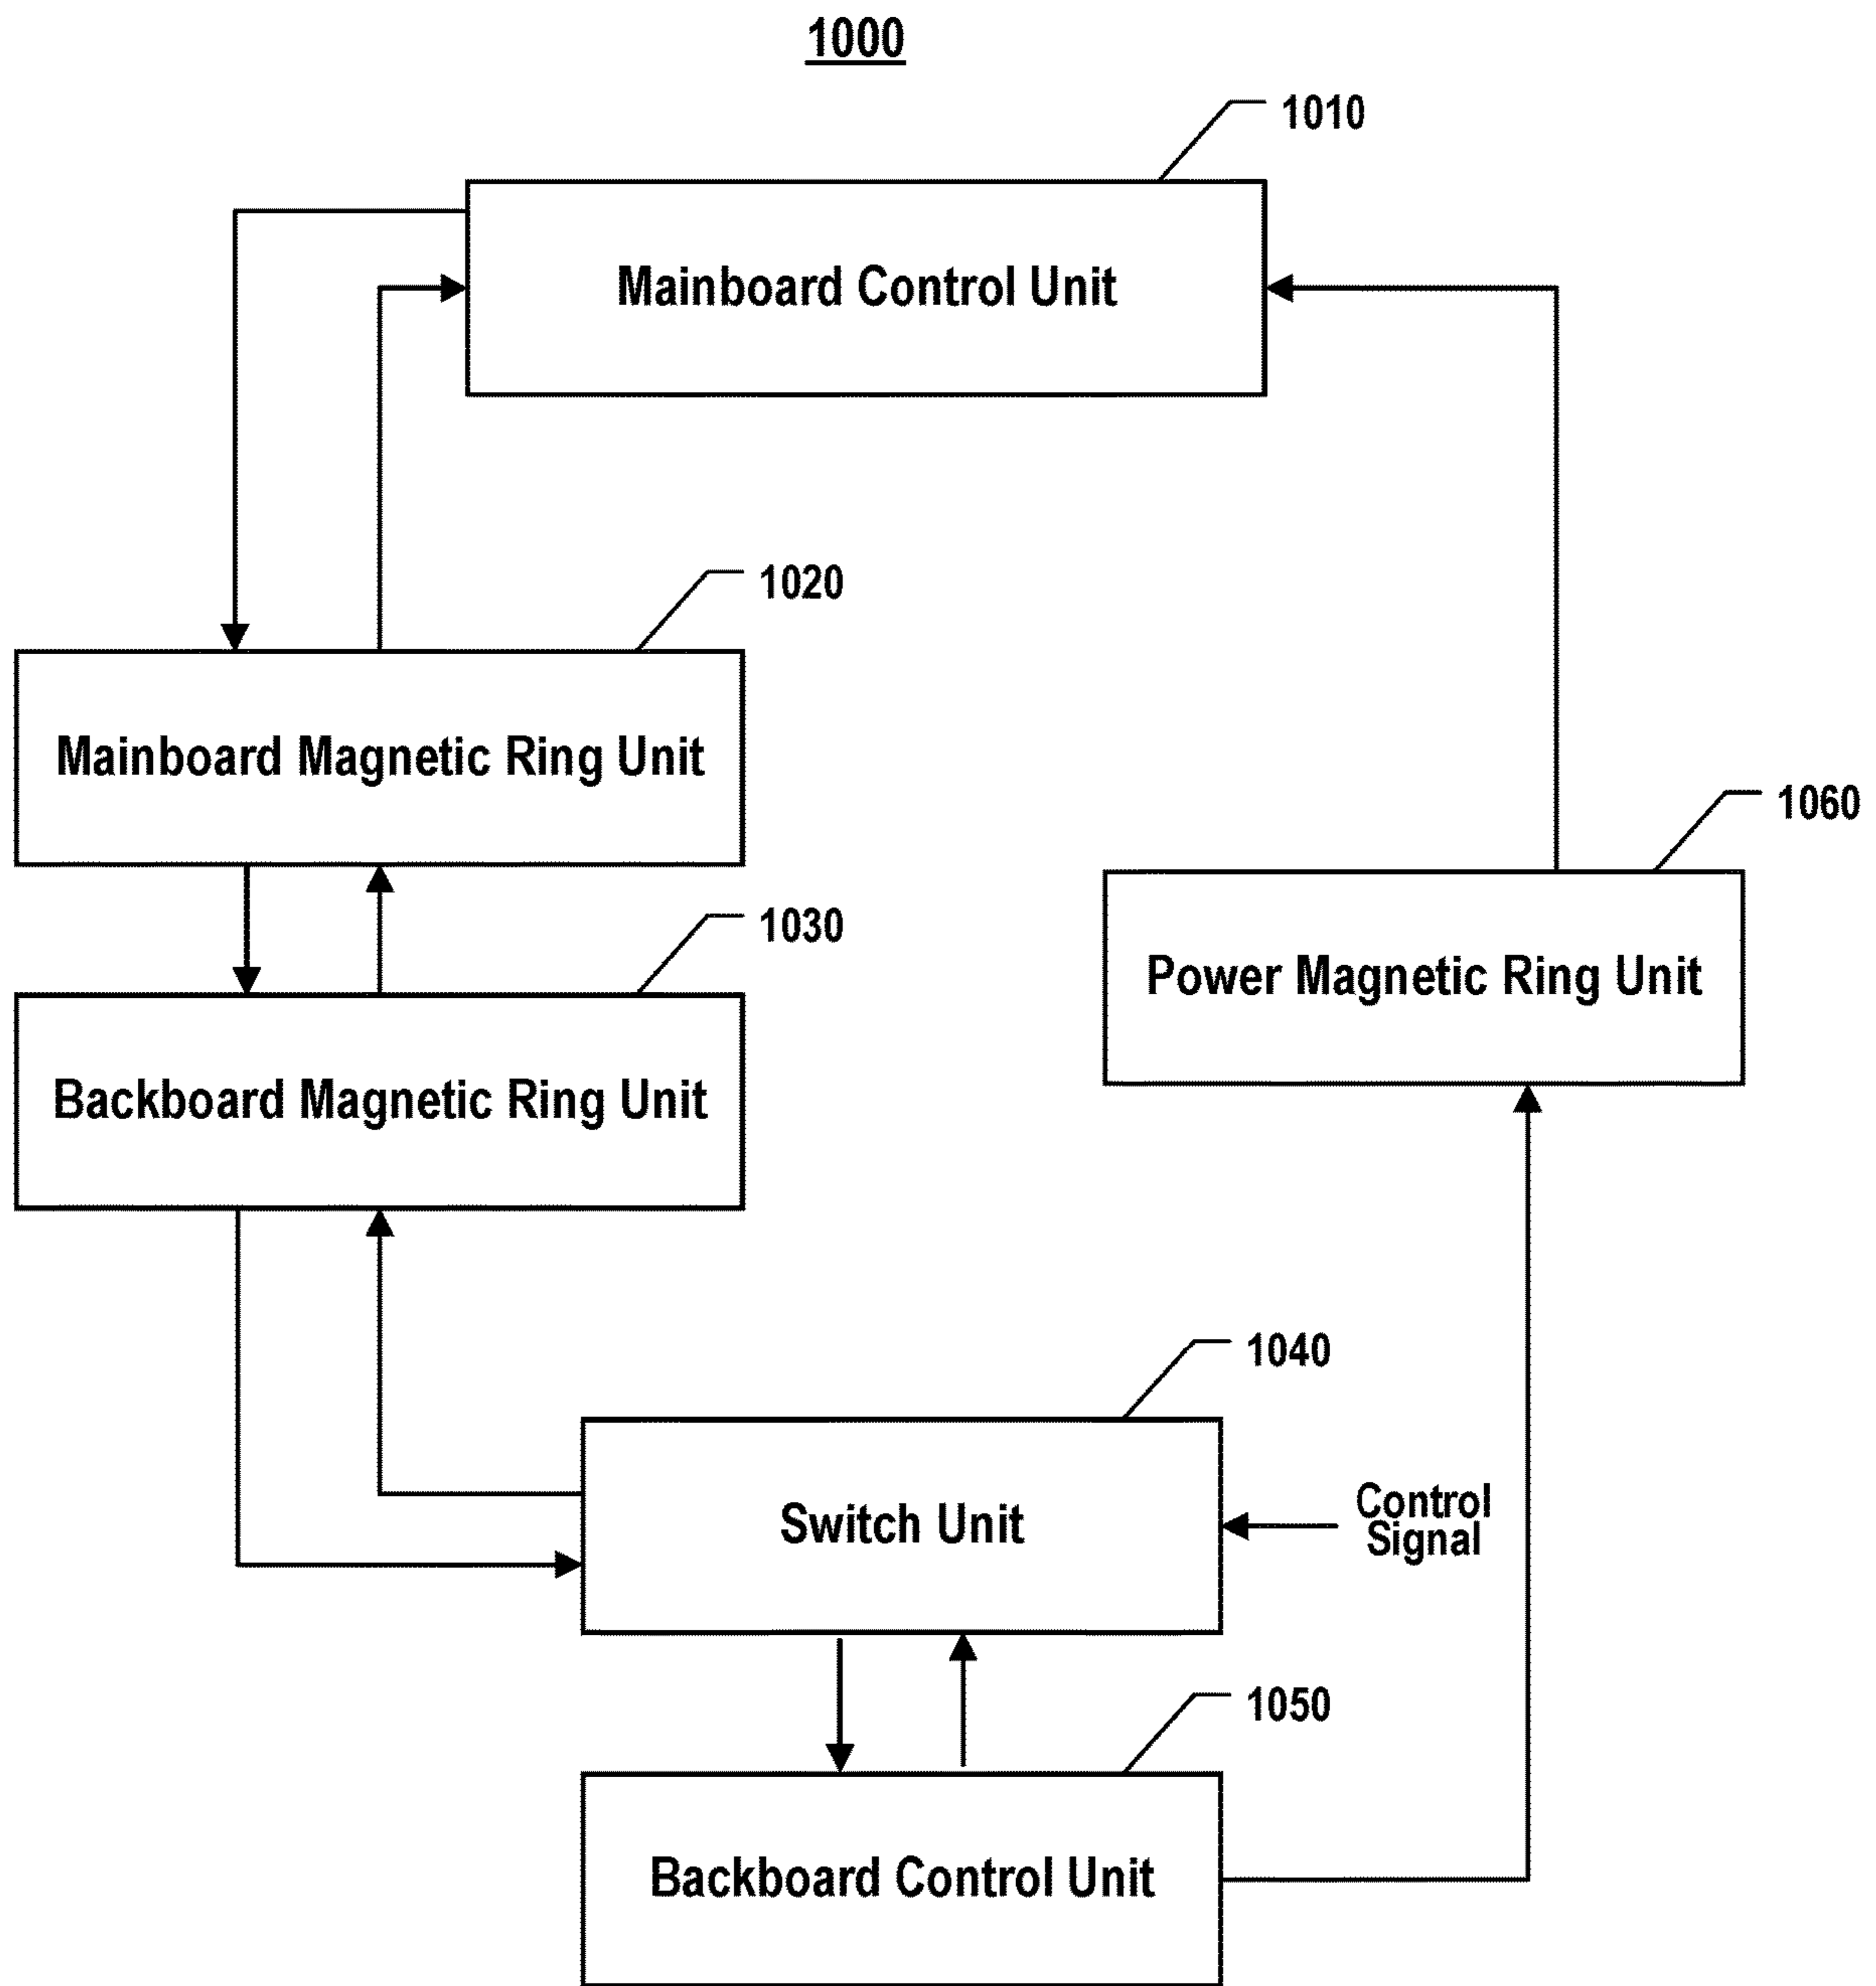 1000
1010
Mainboard Control Unit
1020
Mainboard Magnetic Ring Unit
1060
1030
Power Magnetic Ring Unit
Backboard Magnetic Ring Unit
1040
Control
Signal
Switch Unit
1050
Backboard Control Unit